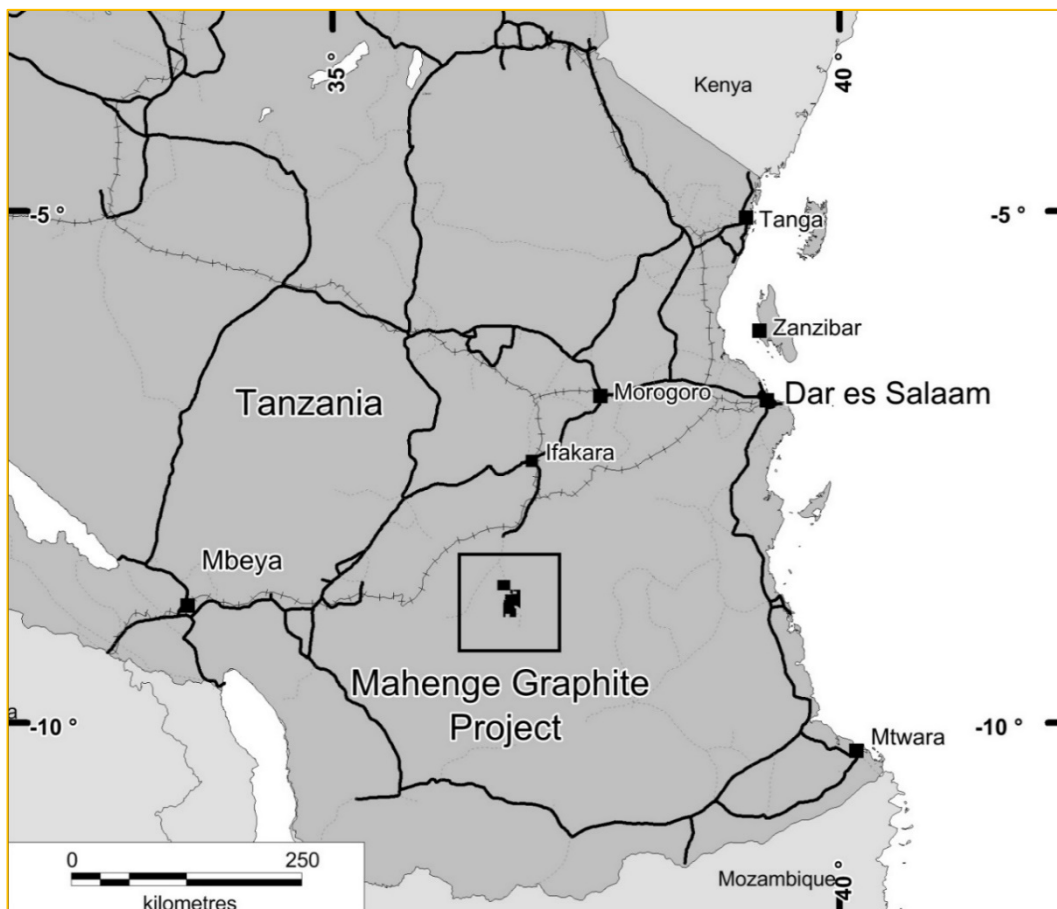 35°
40°
Kenya
-5 °
-5 °
Tanga
Zanzibar
Tanzania
Morogoro
Dar es Salaam
Ifakara
Mbeya
Mahenge Graphite
Project
a
-10 °
-10 °
Mtwara
0
250
kilometres
Mozambique
40°